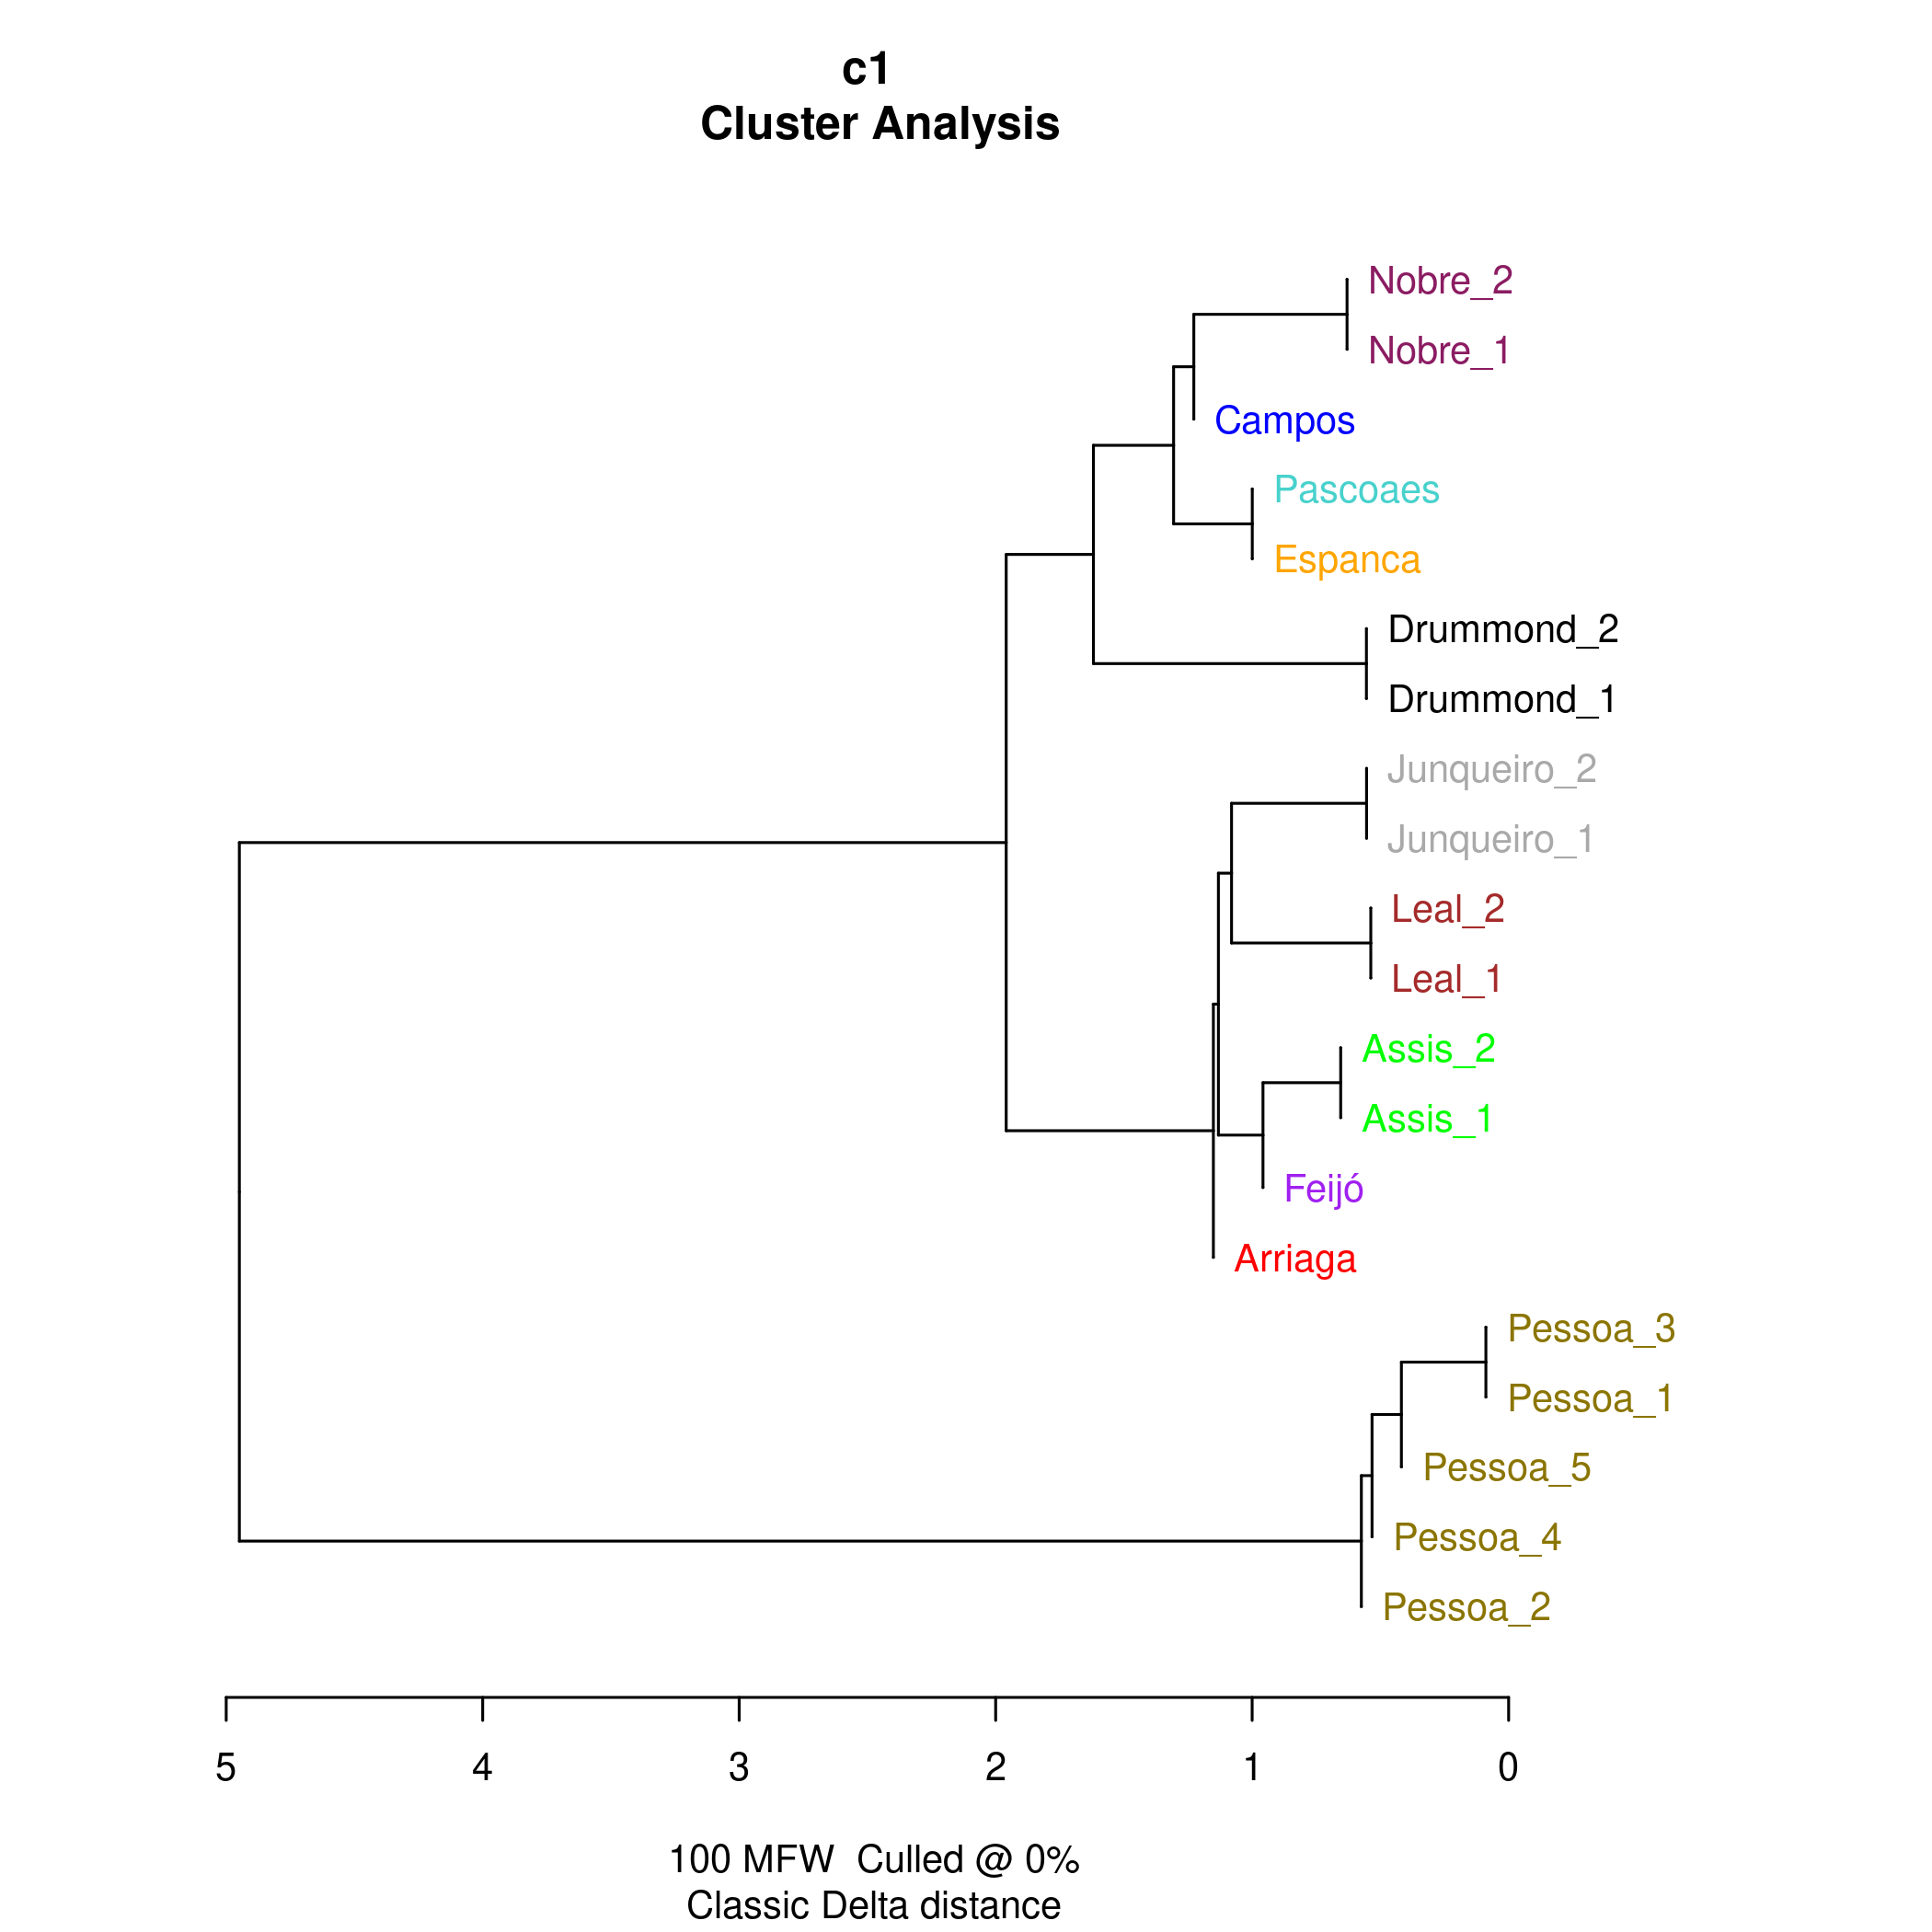 c1
Cluster Analysis
Nobre_2
Nobre_1
Campos
Pascoaes
Espanca
Drummond_2
Drummond_1
Junqueiro_2
Junqueiro_1
Leal_2
Leal_1
Assis_2
Assis_1
Feijó
Arriaga
Pessoa_3
Pessoa_1
Pessoa_5
Pessoa_4
Pessoa_2
5 4 3 2 1 0
100 MFW  Culled @ 0%
Classic Delta distance